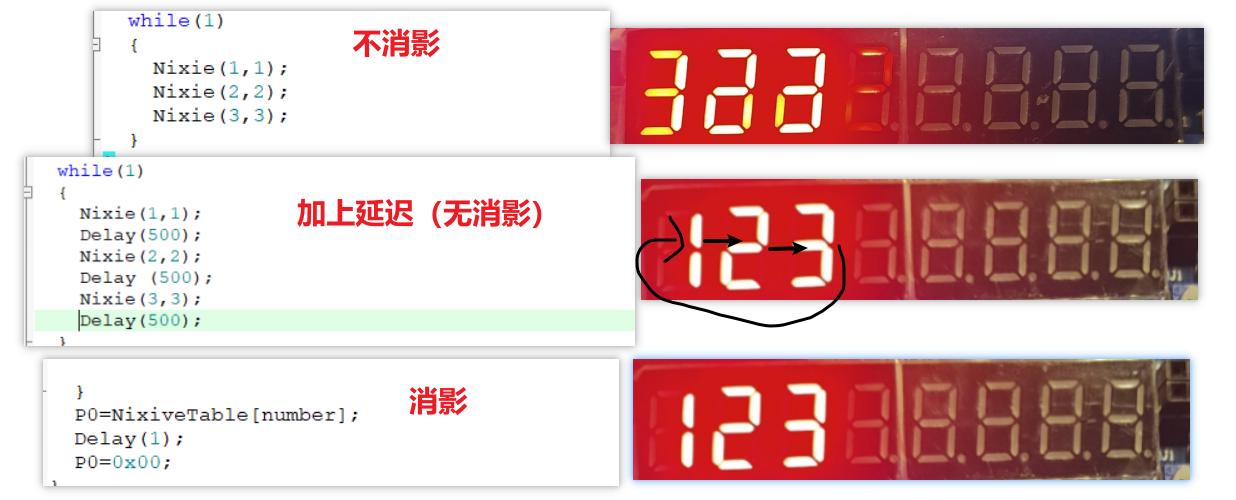 while(1)
{
Nixie(1,1);
Nixie(2,2);
Nixie(3,3);
}
不消影
while(1)
{
Nixie(1,1);
Delay(500);
Nixie(2,2);
Delay (500);
Nixie(3,3);
Delay(500);
}
加上延迟（无消影）
123
}
P0=NixiveTable[number];
Delay(1);
P0=0x00;
消影
123